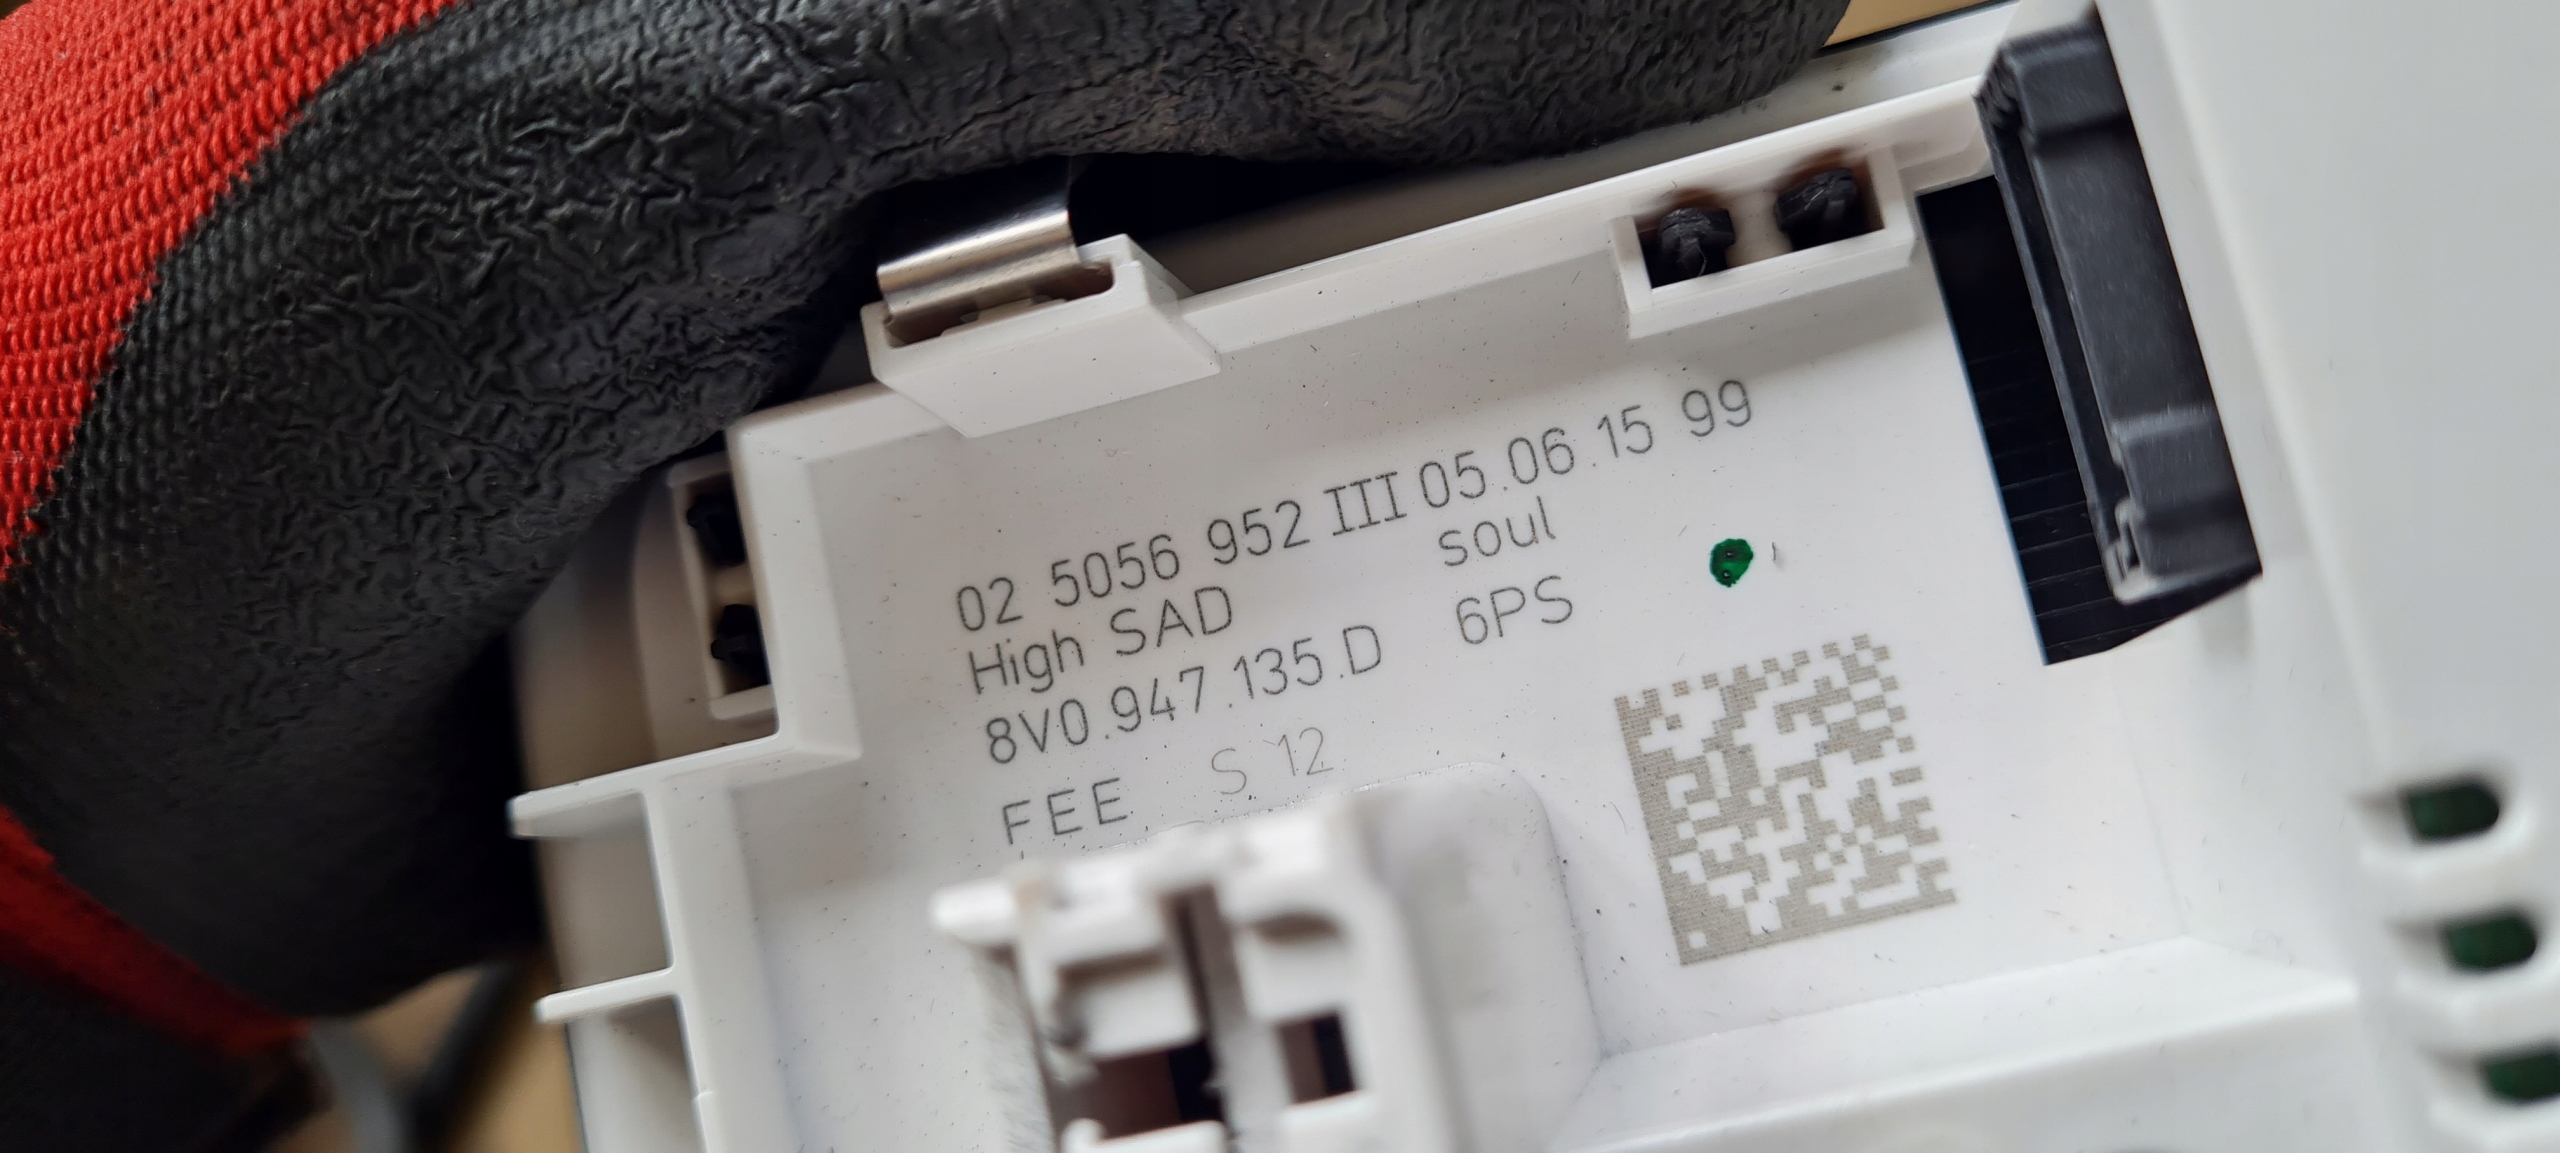 02 5056 952 III 05.06.15 99
High SAD soul
8V0.947.135.D 6PS
FEE S 12